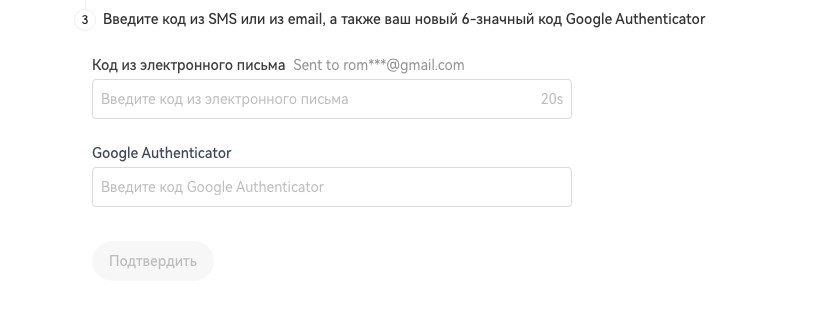 3 Введите код из SMS или из email, а также ваш новый 6-значный код Google Authenticator
Код из электронного письма Sent to rom***@gmail.com
Введите код из электронного письма 20s
Google Authenticator
Введите код Google Authenticator
Подтвердить